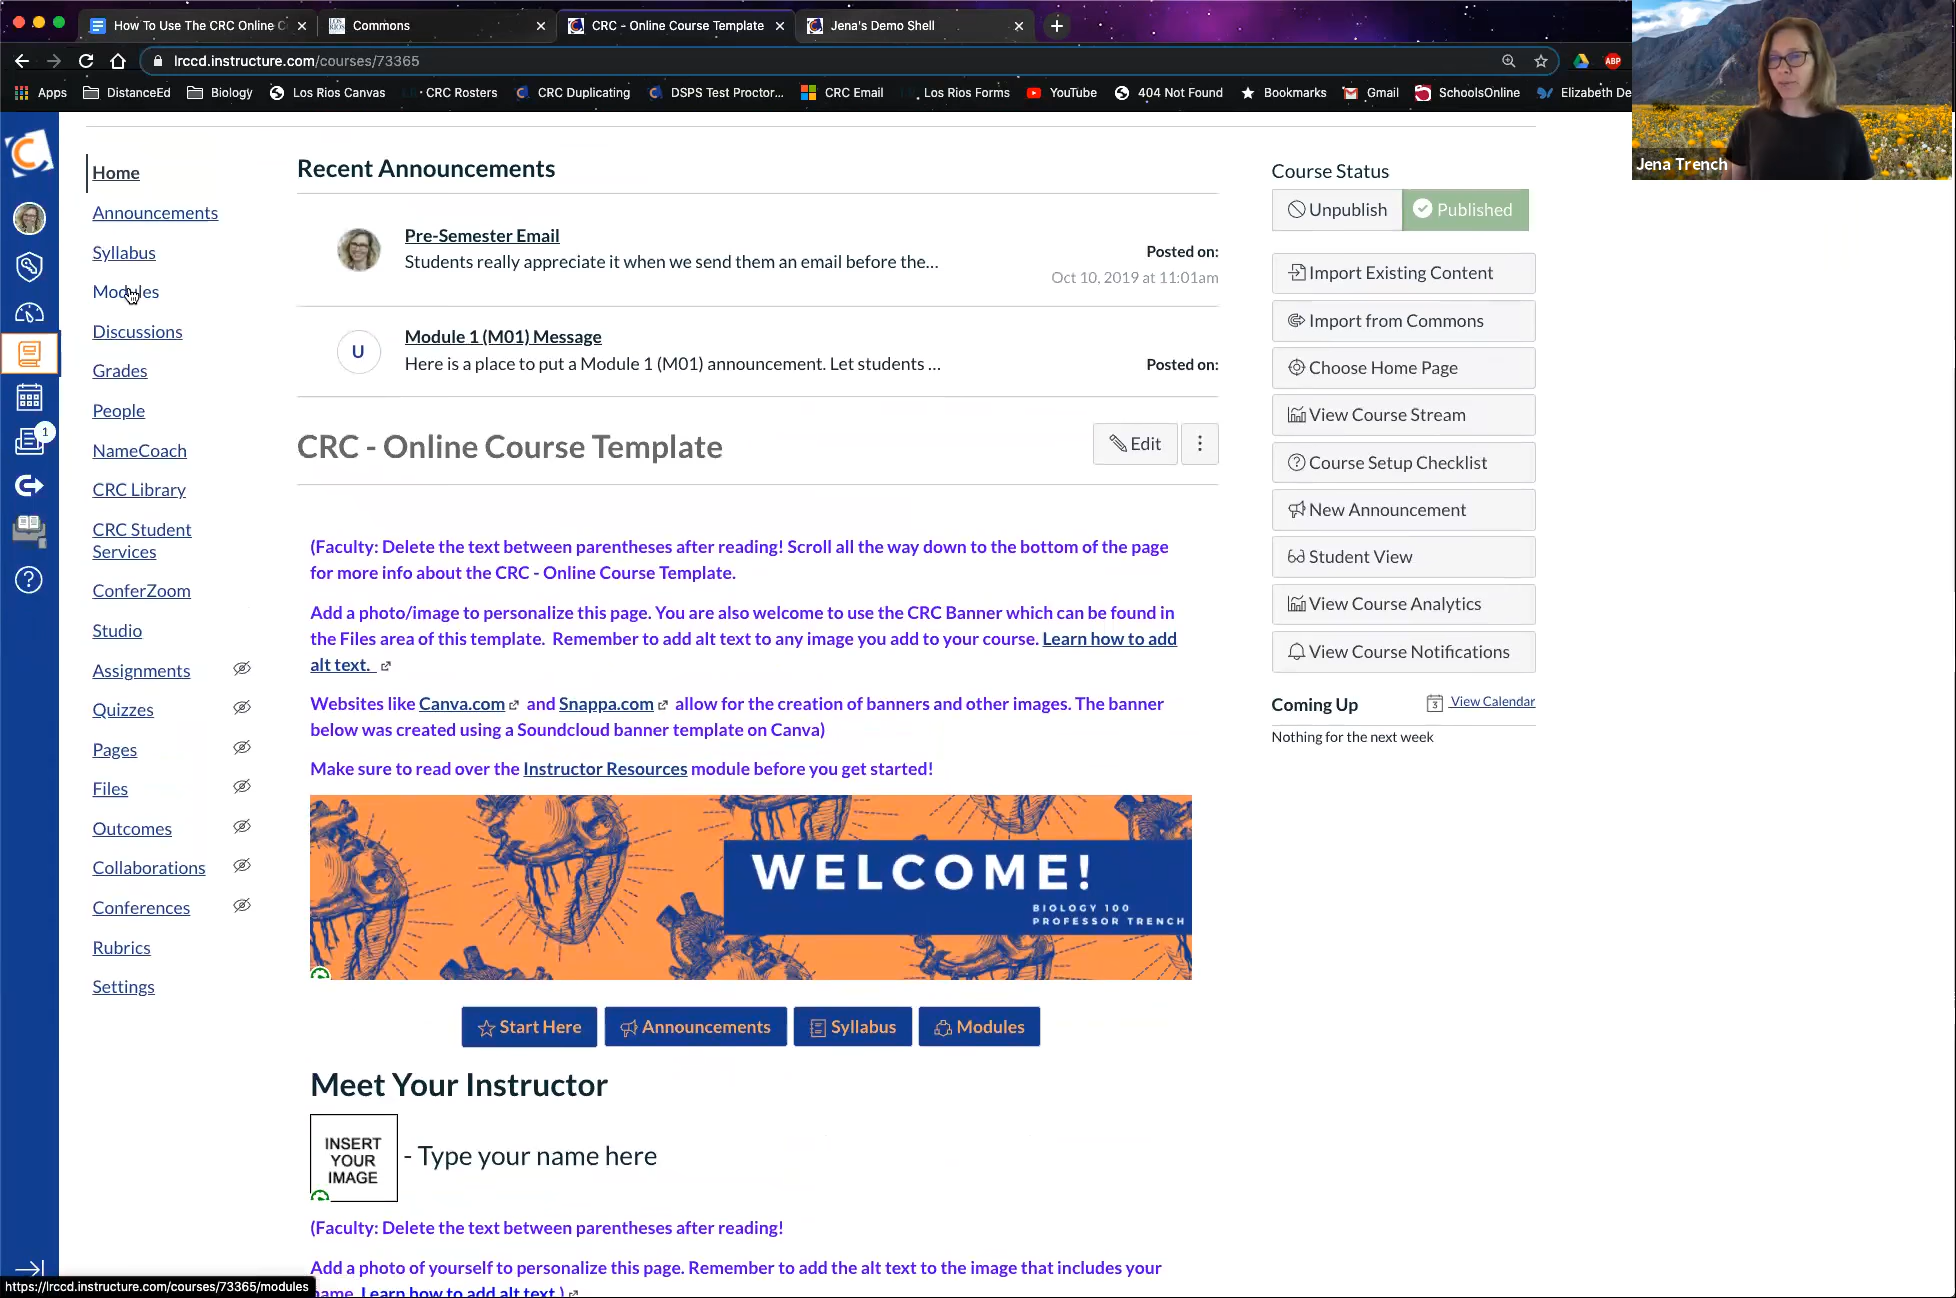 How To Use The CRC Online C
Commons
CRC - Online Course Template
Jena's Demo Shell
lrccd.instructure.com/courses/73365
ABP
Apps
DistanceEd
Biology
Los Rios Canvas
CRC Rosters
CRC Duplicating
DSPS Test Proctor...
CRC Email
Los Rios Forms
YouTube
404 Not Found
Bookmarks
Gmail
SchoolsOnline
Elizabeth De
Jena Trench
Home
Announcements
Syllabus
Modules
Discussions
Grades
People
NameCoach
CRC Library
CRC Student
Services
ConferZoom
Studio
Assignments
Quizzes
Pages
Files
Outcomes
Collaborations
Conferences
Rubrics
Settings
1
Recent Announcements
Pre-Semester Email
Students really appreciate it when we send them an email before the...
Posted on:
Oct 10, 2019 at 11:01am
U
Module 1 (M01) Message
Here is a place to put a Module 1 (M01) announcement. Let students ...
Posted on:
CRC - Online Course Template
Edit
(Faculty: Delete the text between parentheses after reading! Scroll all the way down to the bottom of the page
for more info about the CRC - Online Course Template.
Add a photo/image to personalize this page. You are also welcome to use the CRC Banner which can be found in
the Files area of this template. Remember to add alt text to any image you add to your course. Learn how to add
alt text.
Websites like Canva.com and Snappa.com allow for the creation of banners and other images. The banner
below was created using a Soundcloud banner template on Canva)
Make sure to read over the Instructor Resources module before you get started!
WELCOME!
BIOLOGY 100
PROFESSOR TRENCH
Start Here
Announcements
Syllabus
Modules
Meet Your Instructor
INSERT
YOUR
IMAGE
- Type your name here
(Faculty: Delete the text between parentheses after reading!
Add a photo of yourself to personalize this page. Remember to add the alt text to the image that includes your
name. Learn how to add alt text.)
Course Status
Unpublish
Published
Import Existing Content
Import from Commons
Choose Home Page
View Course Stream
Course Setup Checklist
New Announcement
Student View
View Course Analytics
View Course Notifications
Coming Up
3
View Calendar
Nothing for the next week
https://lrccd.instructure.com/courses/73365/modules